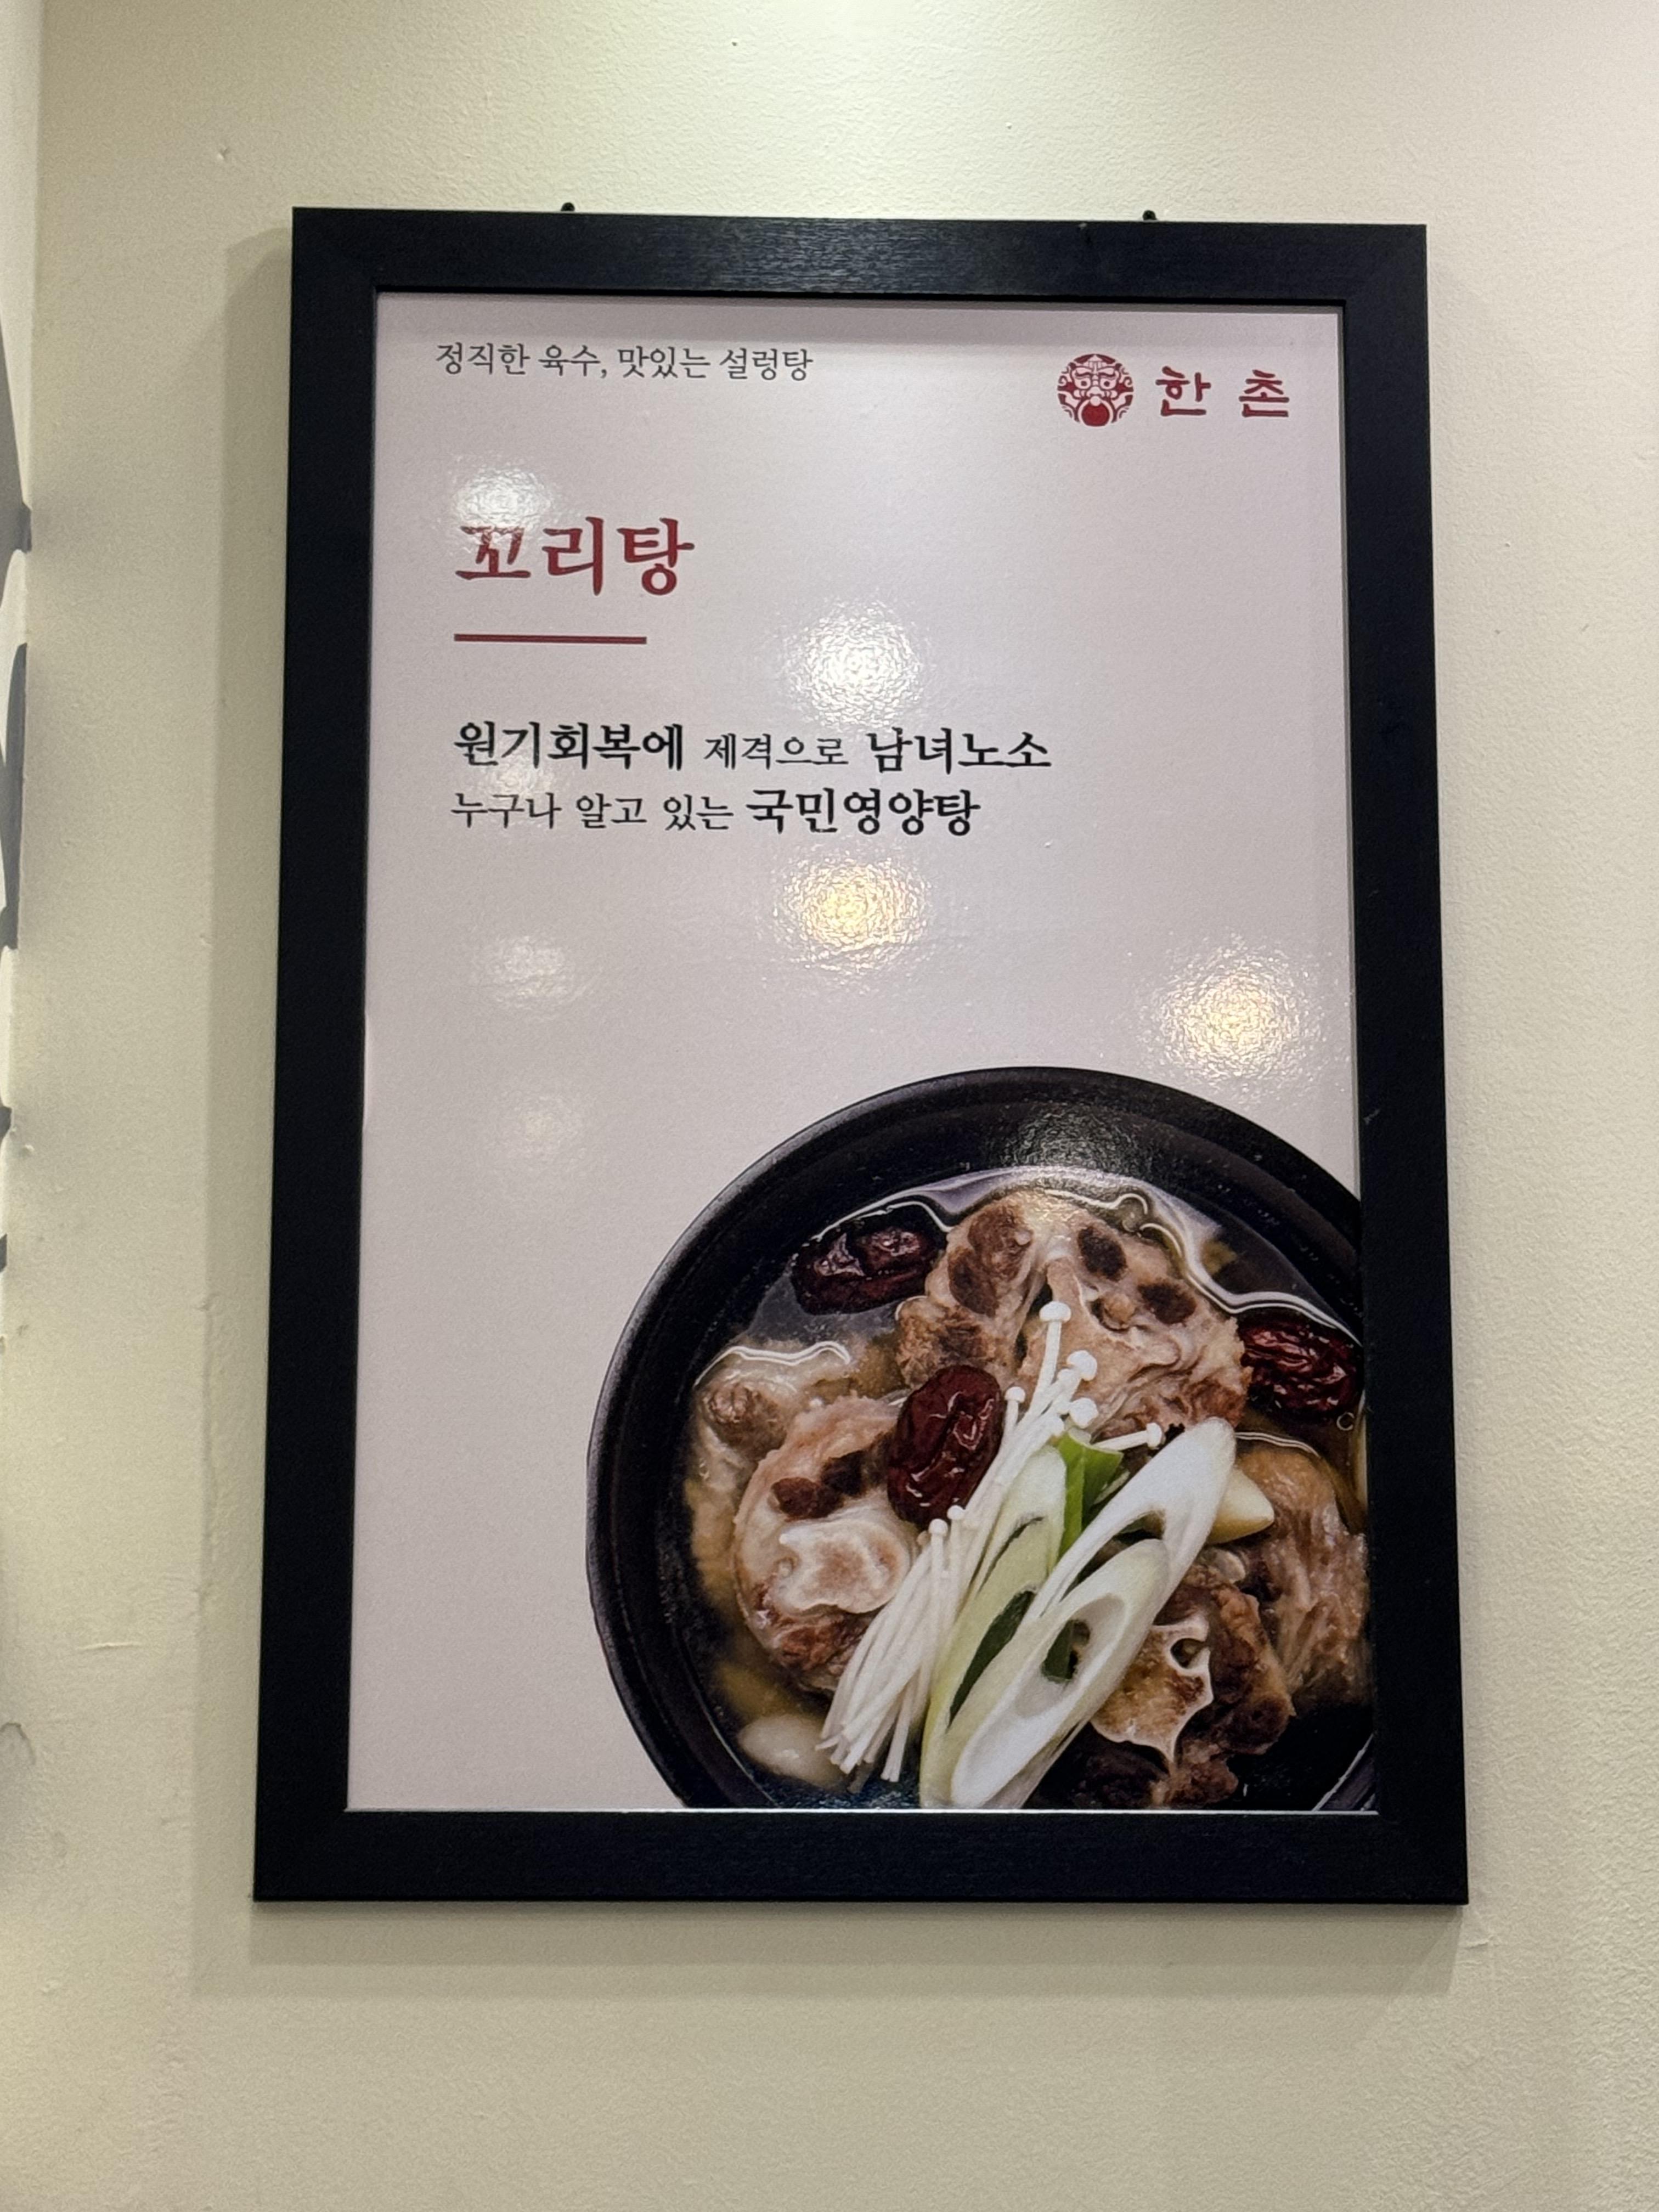 정직한 육수, 맛있는 설렁탕
한촌
꼬리탕
원기회복에 제격으로 남녀노소
누구나 알고 있는 국민영양탕